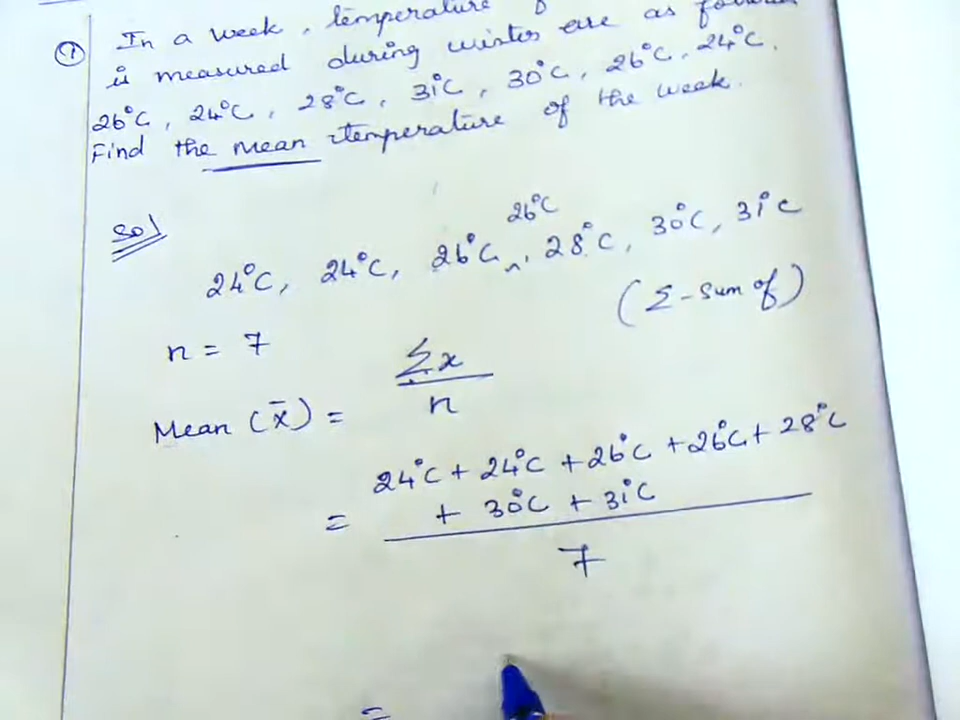 7 In a week, temperature
is measured during winter are as follows
26°C, 24°C, 28°C, 31°C, 30°C, 26°C, 24°C.
Find the mean temperature of the week.
Sol
26°C
24°C, 24°C, 26°C, 28°C, 30°C, 31°C
(Σ - Sum of)
n = 7
Mean (x̄) = Σx / n
= 24°C + 24°C + 26°C + 26°C + 28°C
+ 30°C + 31°C
7
=